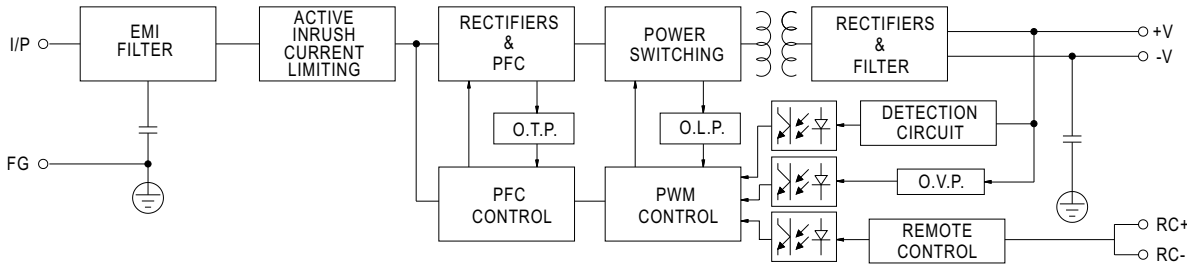 I/P
EMI
FILTER
ACTIVE
INRUSH
CURRENT
LIMITING
RECTIFIERS
&
PFC
POWER
SWITCHING
RECTIFIERS
&
FILTER
+V
-V
O.T.P.
O.L.P.
DETECTION
CIRCUIT
FG
PFC
CONTROL
PWM
CONTROL
O.V.P.
REMOTE
CONTROL
RC+
RC-